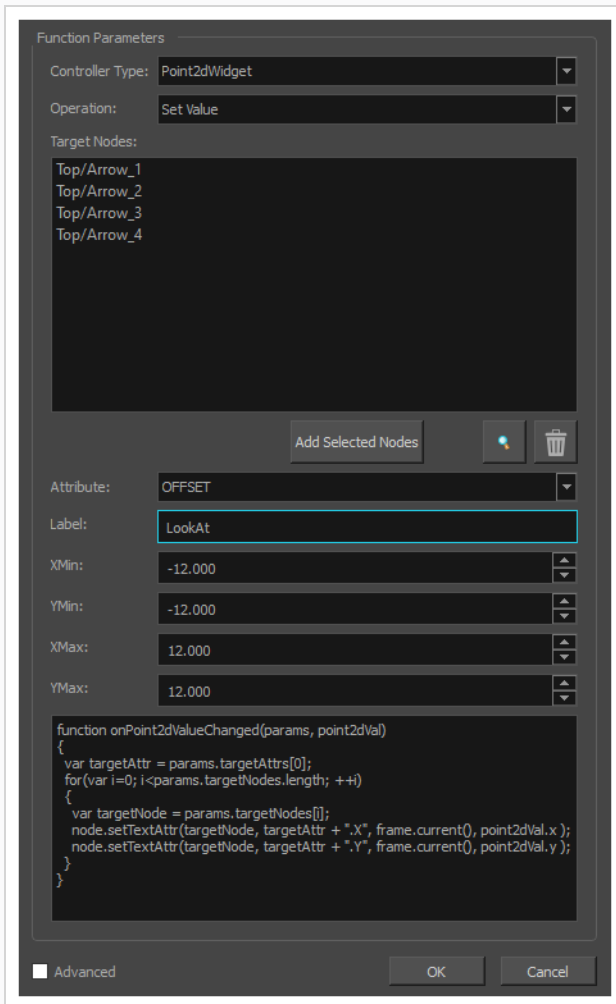 Function Parameters
Controller Type: Point2dWidget
Operation: Set Value
Target Nodes:
Top/Arrow_1
Top/Arrow_2
Top/Arrow_3
Top/Arrow_4
Add Selected Nodes
Attribute: OFFSET
Label: LookAt
XMin: -12.000
YMin: -12.000
XMax: 12.000
YMax: 12.000
function onPoint2dValueChanged(params, point2dVal)
{
  var targetAttr = params.targetAttrs[0];
  for(var i=0; i<params.targetNodes.length; ++i)
  {
    var targetNode = params.targetNodes[i];
    node.setTextAttr(targetNode, targetAttr + ".X", frame.current(), point2dVal.x );
    node.setTextAttr(targetNode, targetAttr + ".Y", frame.current(), point2dVal.y );
  }
}
Advanced OK Cancel